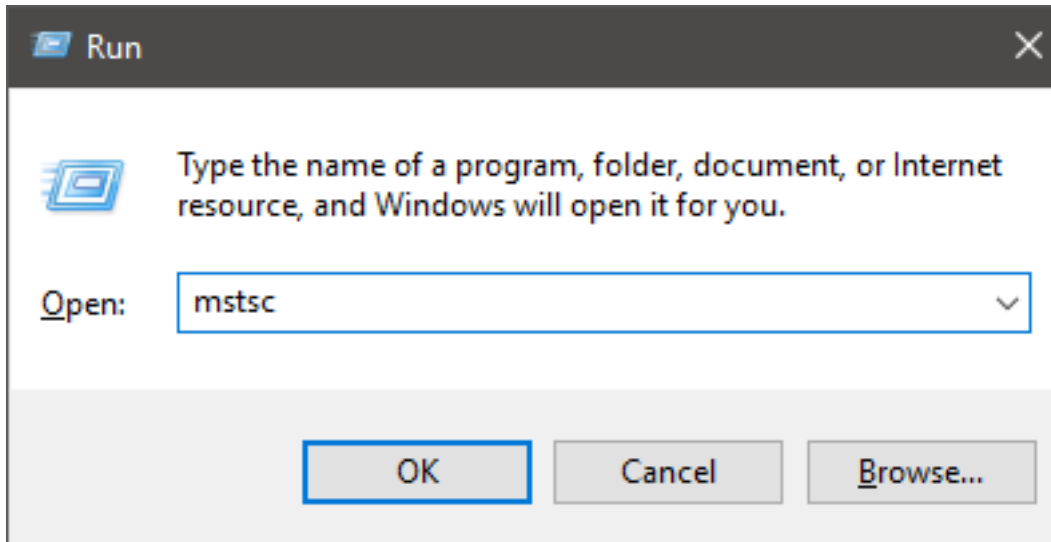 Run
Type the name of a program, folder, document, or Internet
resource, and Windows will open it for you.
Open: mstsc
OK Cancel Browse...